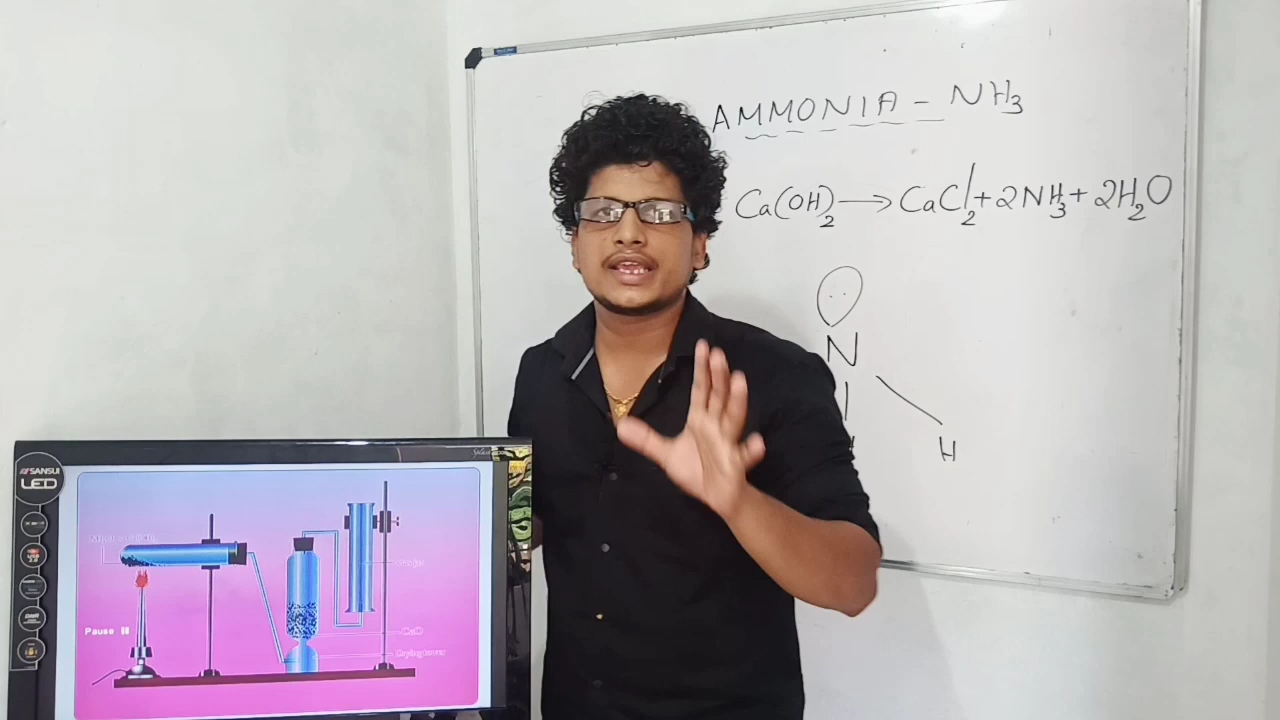 AMMONIA - NH3
Ca(OH)2 → CaCl2 + 2NH3 + 2H2O
N
H
SANSUI
LED
Pause
CaO
Drying tower